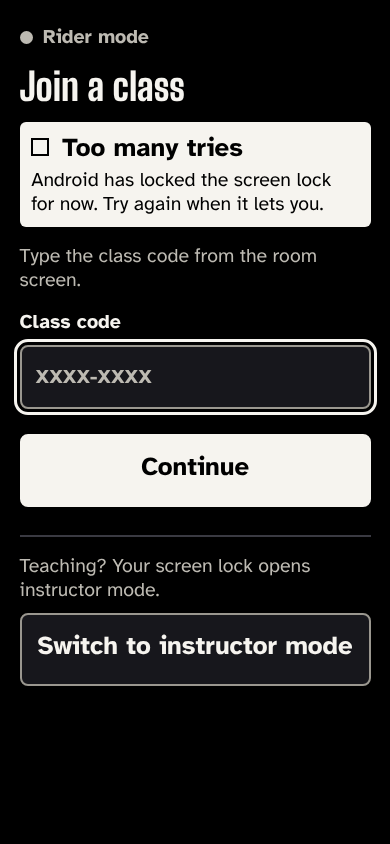 Rider mode
Join a class
Too many tries
Android has locked the screen lock
for now. Try again when it lets you.
Type the class code from the room
screen.
Class code
XXXX-XXXX
Continue
Teaching? Your screen lock opens
instructor mode.
Switch to instructor mode